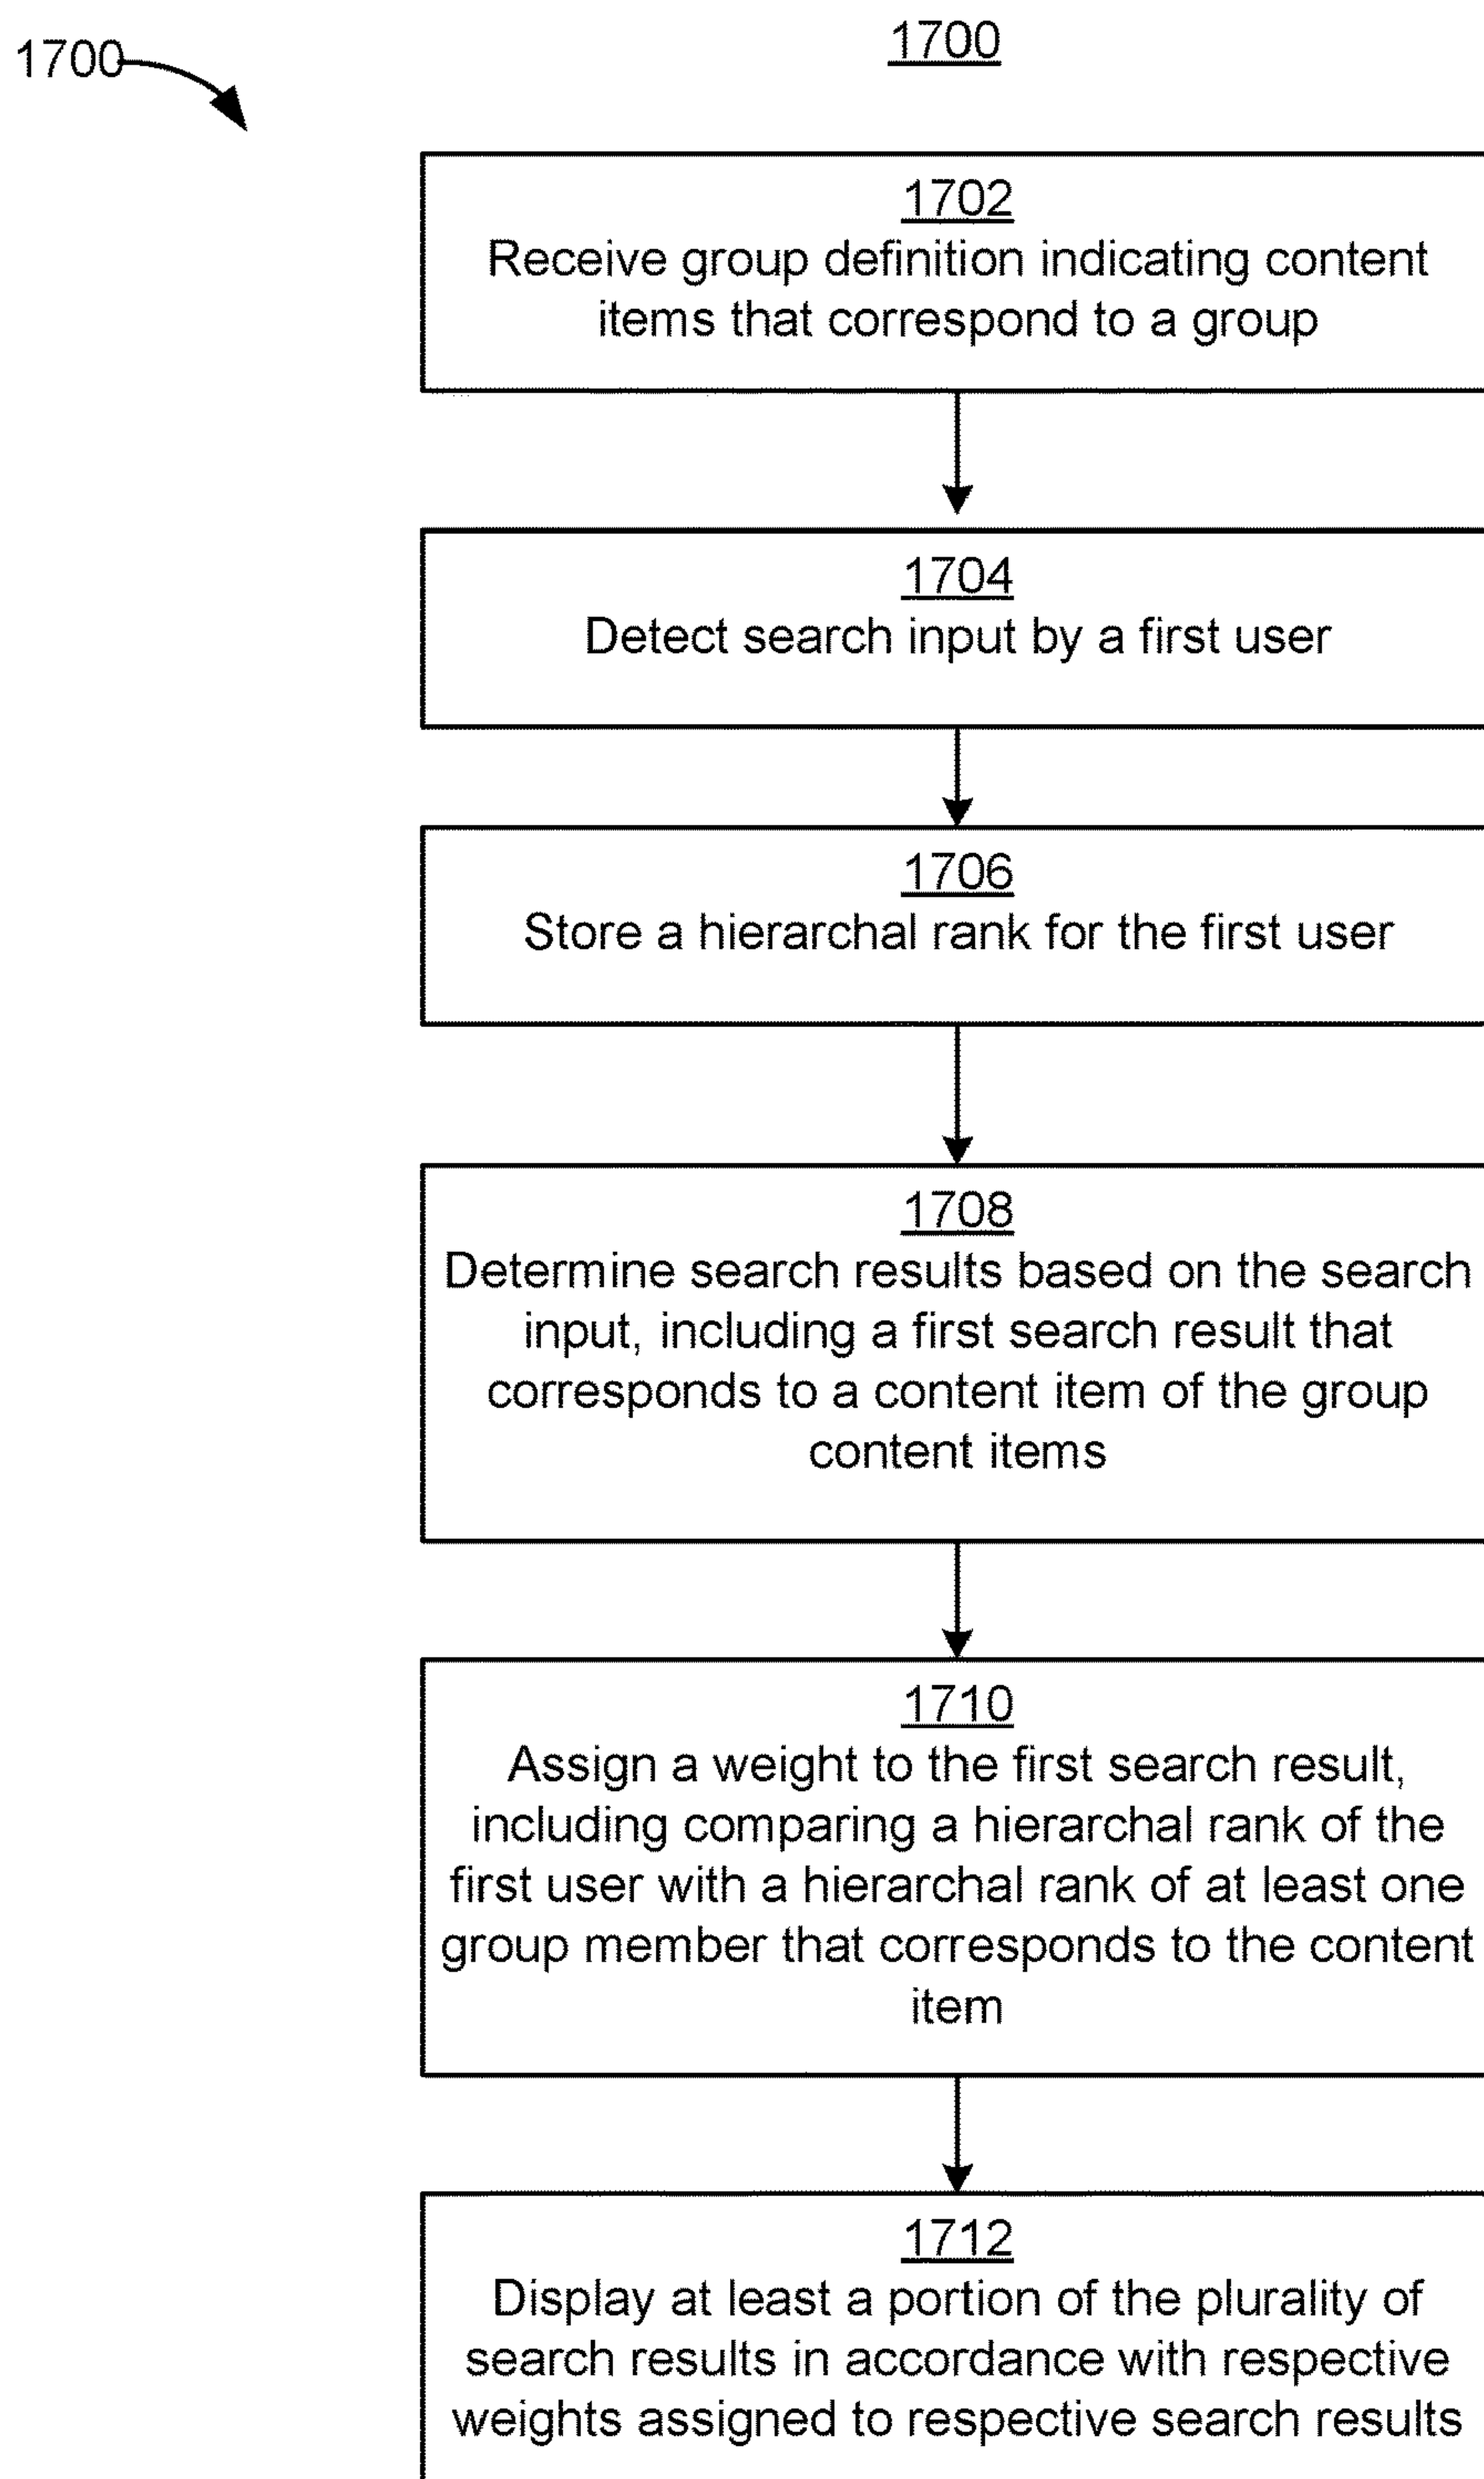 1700
1700
1702
Receive group definition indicating content
items that correspond to a group
1704
Detect search input by a first user
1706
Store a hierarchal rank for the first user
1708
Determine search results based on the search
input, including a first search result that
corresponds to a content item of the group
content items
1710
Assign a weight to the first search result,
including comparing a hierarchal rank of the
first user with a hierarchal rank of at least one
group member that corresponds to the content
item
1712
Display at least a portion of the plurality of
search results in accordance with respective
weights assigned to respective search results